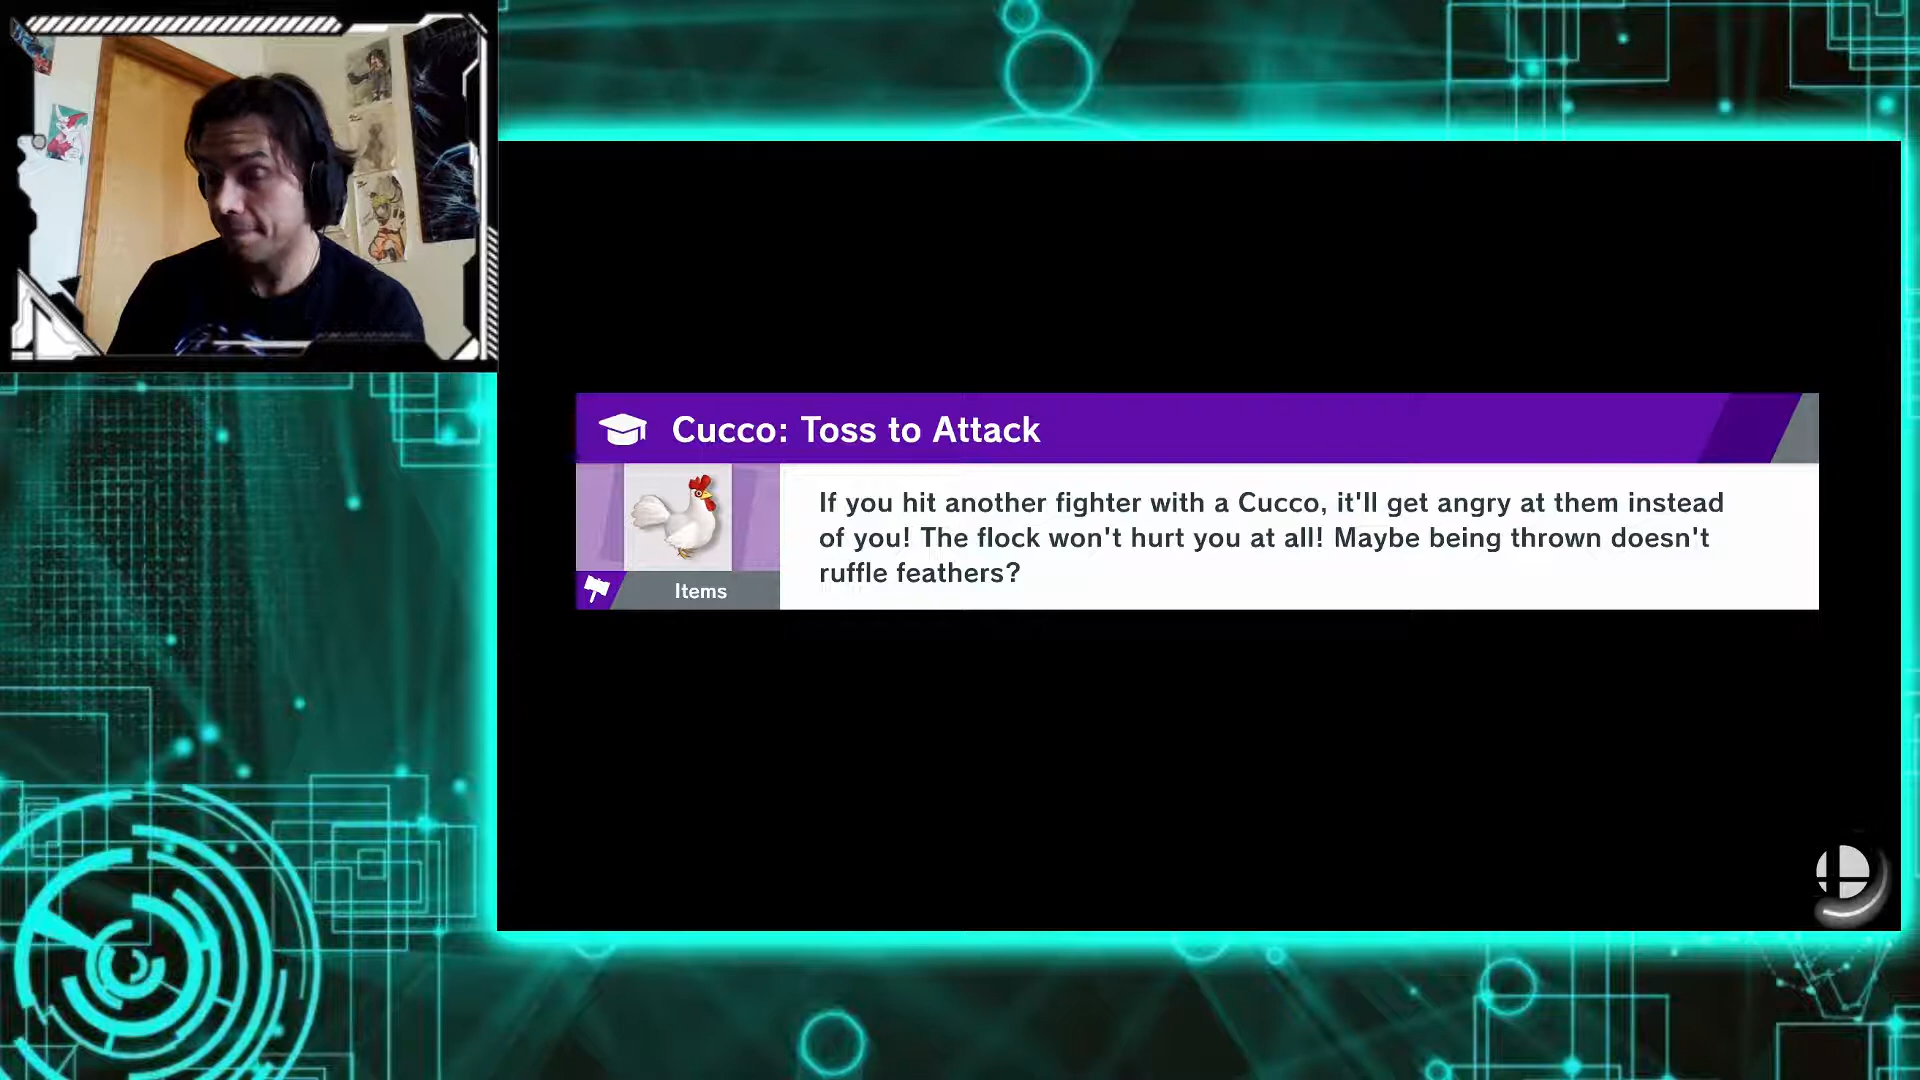 Cucco: Toss to Attack
If you hit another fighter with a Cucco, it'll get angry at them instead
of you! The flock won't hurt you at all! Maybe being thrown doesn't
ruffle feathers?
Items